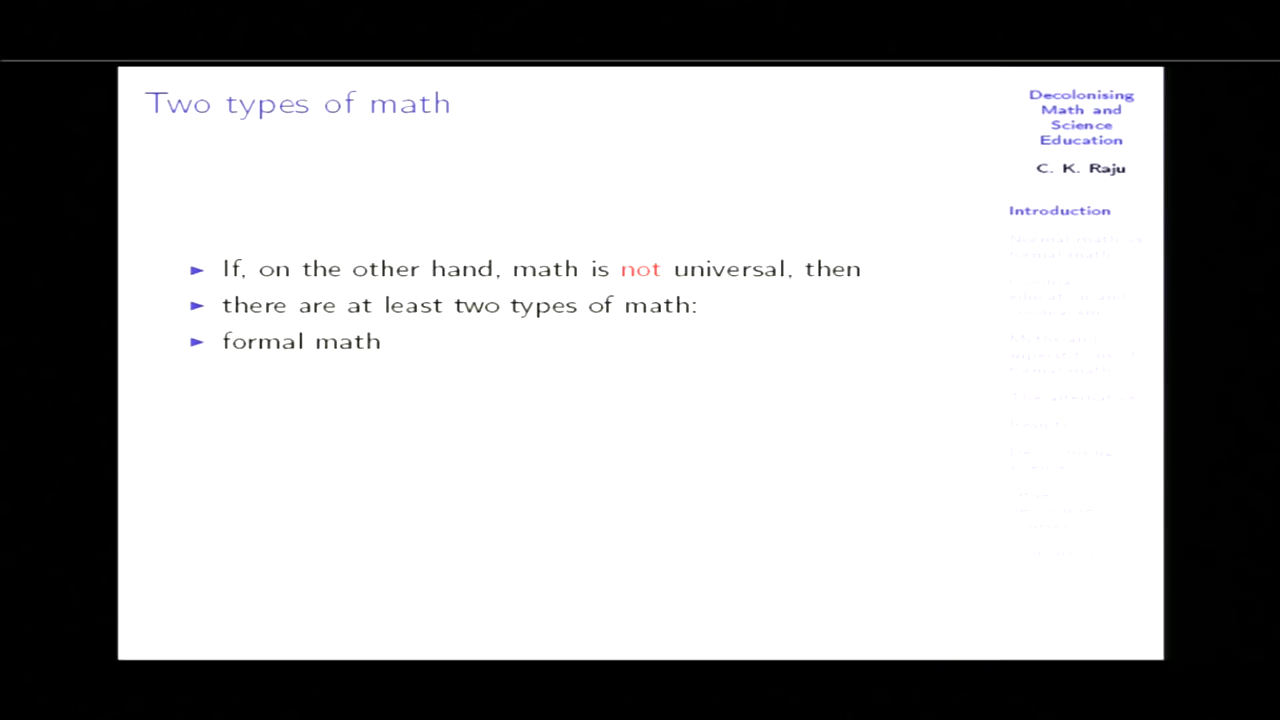 Two types of math
If, on the other hand, math is not universal, then
there are at least two types of math:
formal math
Decolonising
Math and
Science
Education
C. K. Raju
Introduction